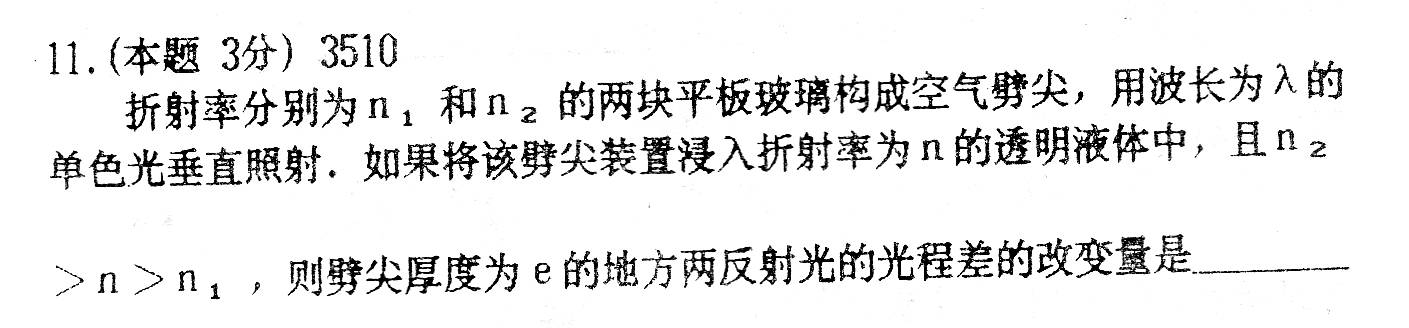 11.(本题 3分) 3510
折射率分别为n₁ 和n₂ 的两块平板玻璃构成空气劈尖，用波长为λ的
单色光垂直照射．如果将该劈尖装置浸入折射率为n的透明液体中，且n₂
＞n＞n₁，则劈尖厚度为e的地方两反射光的光程差的改变量是________